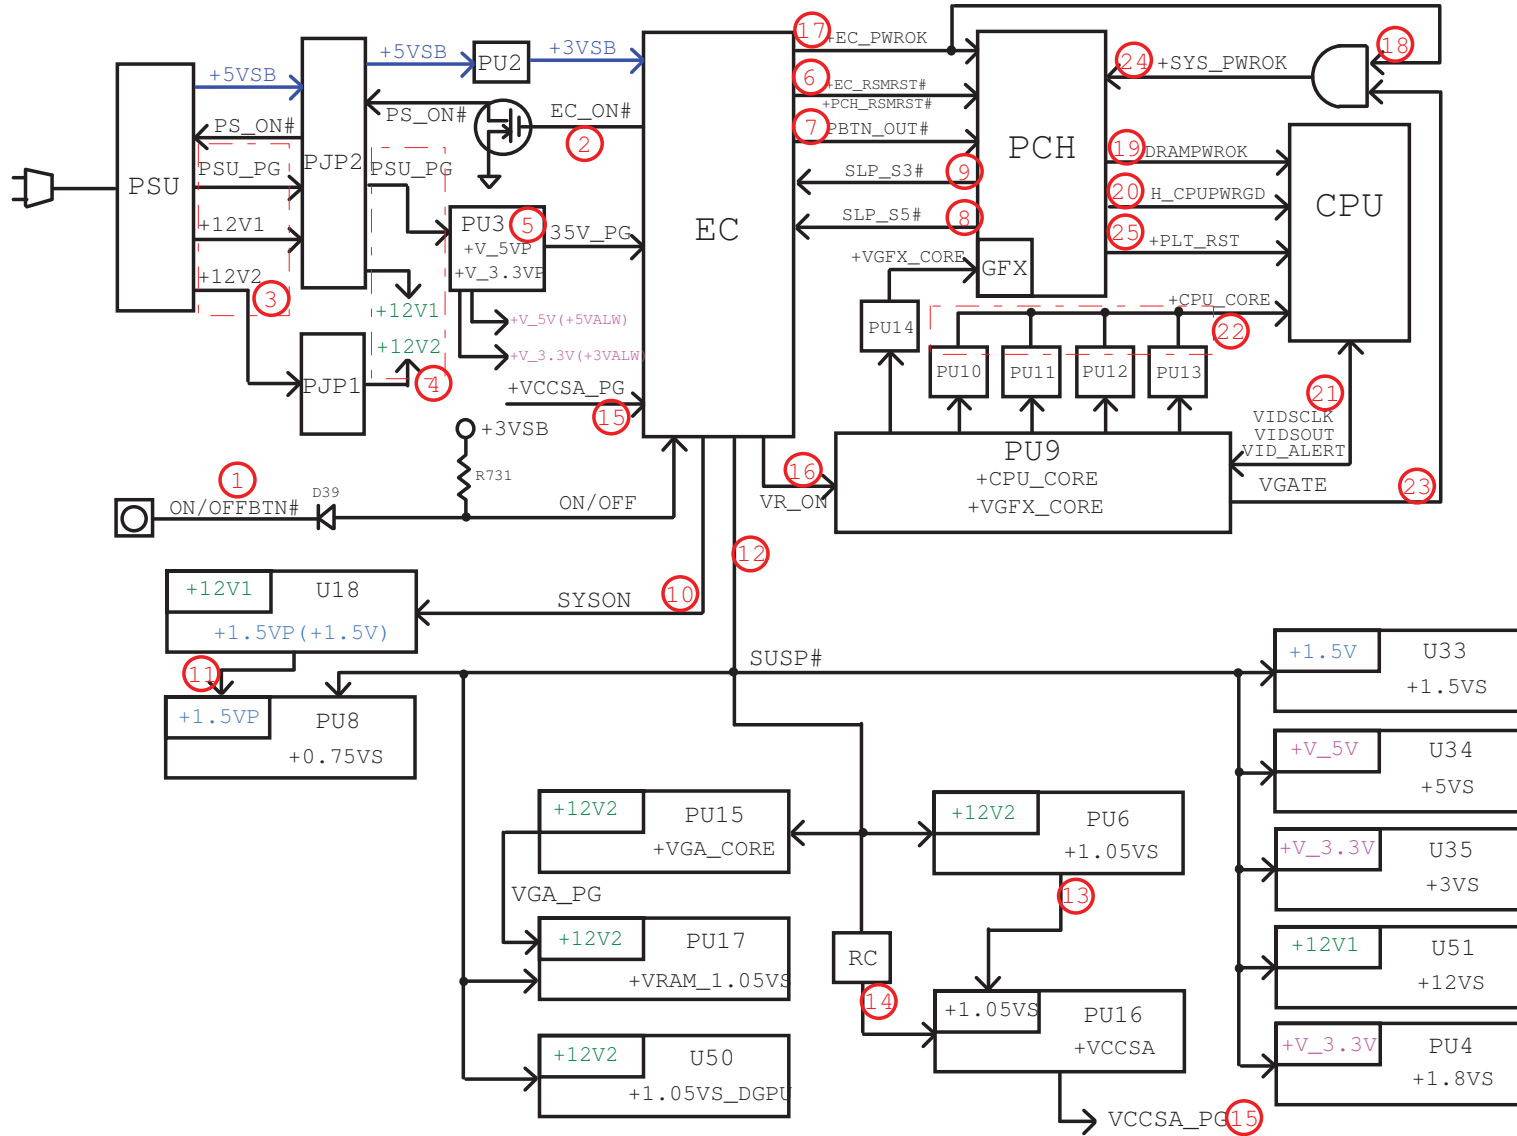 17
+EC_PWROK
18
+5VSB
+5VSB
PU2
+3VSB
24
+SYS_PWROK
6
+EC_RSMRST#
+PCH_RSMRST#
PS_ON#
PS_ON#
EC_ON#
2
7
PBTN_OUT#
PCH
19
DRAMPWROK
PSU_PG
PJP2
PSU_PG
SLP_S3#
9
PSU
20
H_CPUPWRGD
CPU
+12V1
PU3
5
35V_PG
EC
SLP_S5#
8
25
+PLT_RST
+V_5VP
+V_3.3VP
+VGFX_CORE
GFX
+12V2
3
+12V1
+V_5V(+5VALW)
PU14
+CPU_CORE
22
+12V2
+V_3.3V(+3VALW)
PJP1
4
+VCCSA_PG
15
PU10
PU11
PU12
PU13
21
VIDSCLK
VIDSOUT
VID_ALERT
+3VSB
R731
1
ON/OFFBTN#
D39
ON/OFF
16
VR_ON
PU9
+CPU_CORE
+VGFX_CORE
VGATE
23
12
+12V1
U18
+1.5VP(+1.5V)
SYSON
10
11
SUSP#
+1.5VP
PU8
+0.75VS
+1.5V
U33
+1.5VS
+V_5V
U34
+5VS
+12V2
PU15
+VGA_CORE
+12V2
PU6
+1.05VS
+V_3.3V
U35
+3VS
VGA_PG
13
+12V2
PU17
+VRAM_1.05VS
RC
14
+12V1
U51
+12VS
+1.05VS
PU16
+VCCSA
+12V2
U50
+1.05VS_DGPU
+V_3.3V
PU4
+1.8VS
VCCSA_PG
15